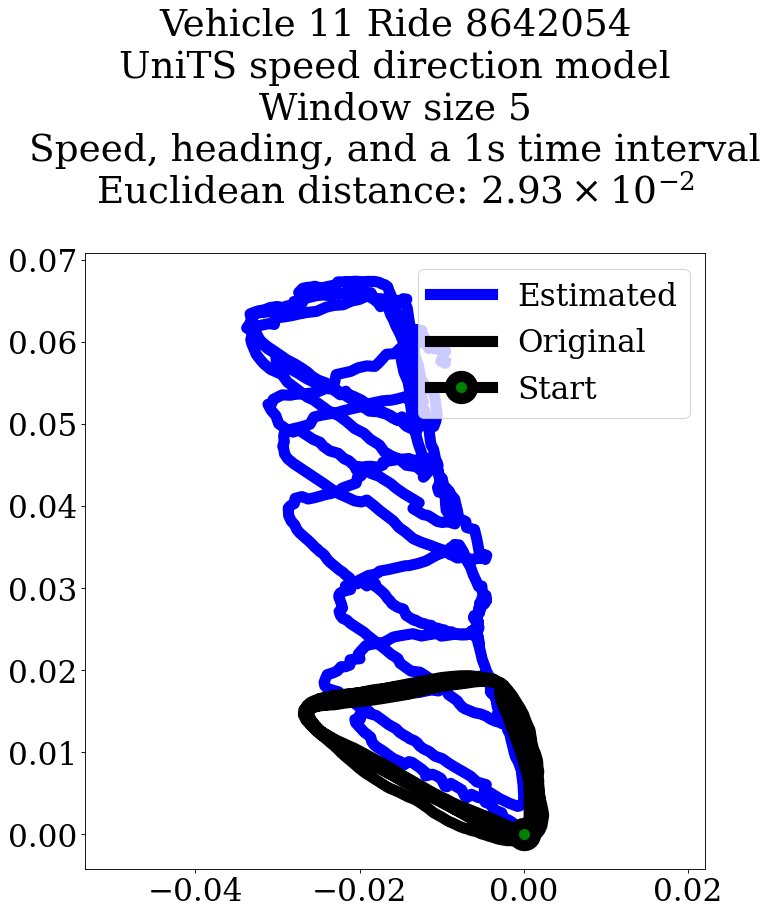 Vehicle 11 Ride 8642054
UniTS speed direction model
Window size 5
Speed, heading, and a 1s time interval
Euclidean distance: 2.93 × 10⁻²
0.07
0.06
0.05
0.04
0.03
0.02
0.01
0.00
Estimated
Original
Start
−0.04
−0.02
0.00
0.02